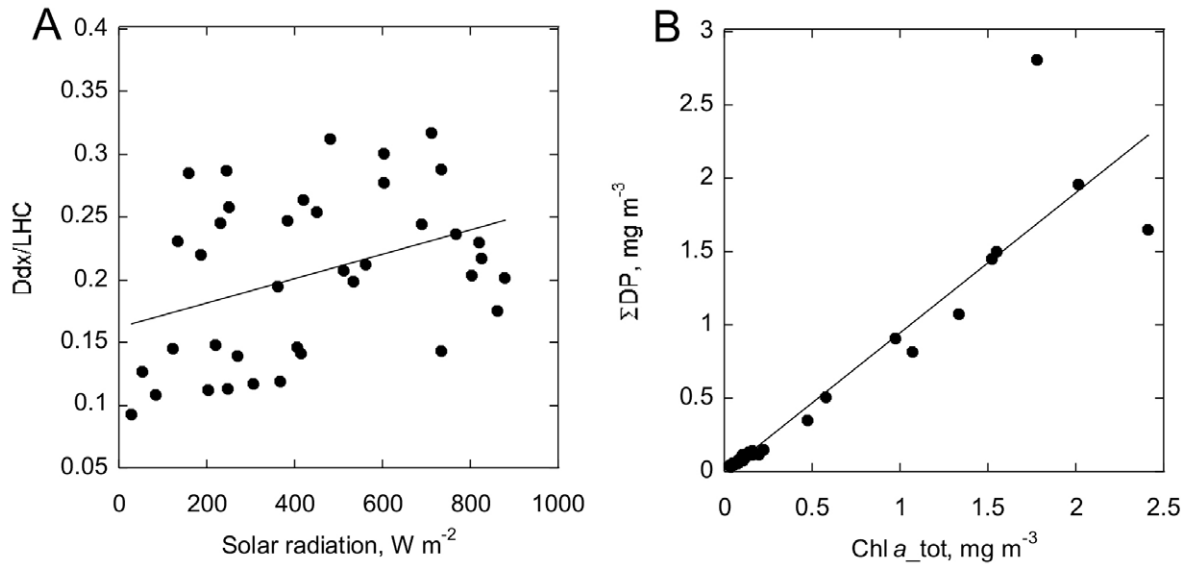 A
0.4
0.35
0.3
0.25
0.2
0.15
0.1
0.05
Ddx/LHC
0 200 400 600 800 1000
Solar radiation, W m-2
B
3
2.5
2
1.5
1
0.5
0
ΣDP, mg m-3
0 0.5 1 1.5 2 2.5
Chl a_tot, mg m-3